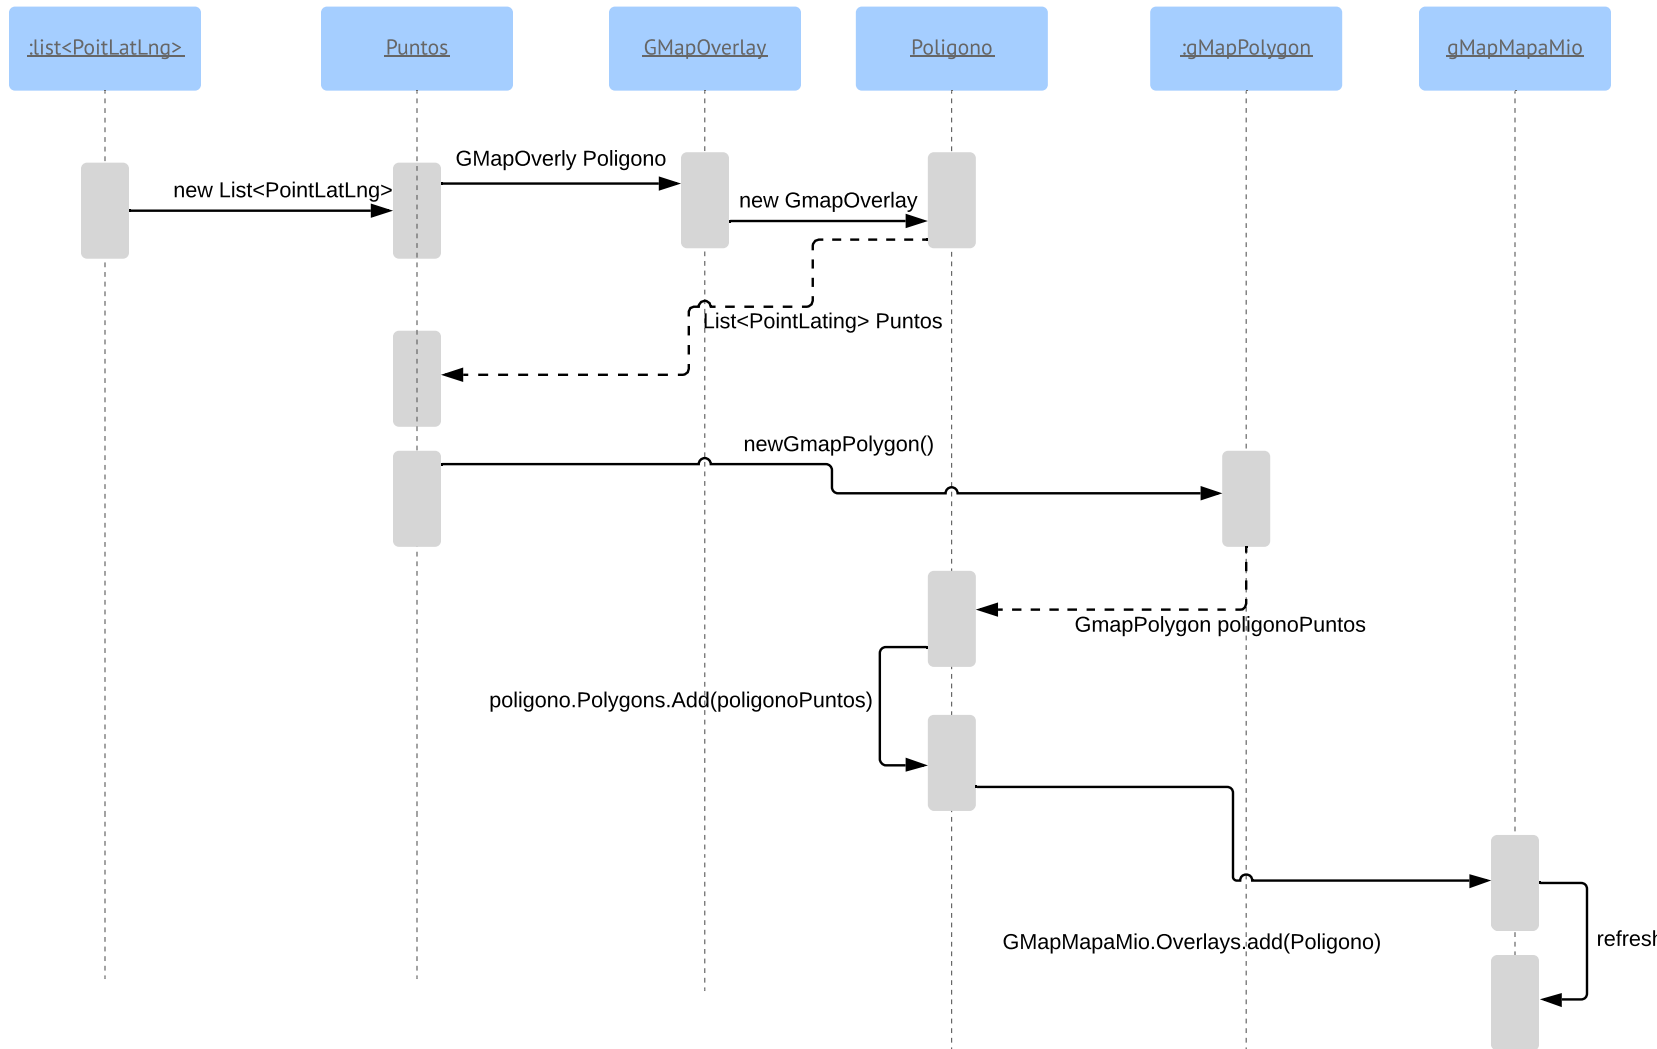 :list<PoitLatLng>
Puntos
GMapOverlay
Poligono
:gMapPolygon
gMapMapaMio
GMapOverly Poligono
new List<PointLatLng>
new GmapOverlay
List<PointLating> Puntos
newGmapPolygon()
GmapPolygon poligonoPuntos
poligono.Polygons.Add(poligonoPuntos)
GMapMapaMio.Overlays.add(Poligono)
refresh